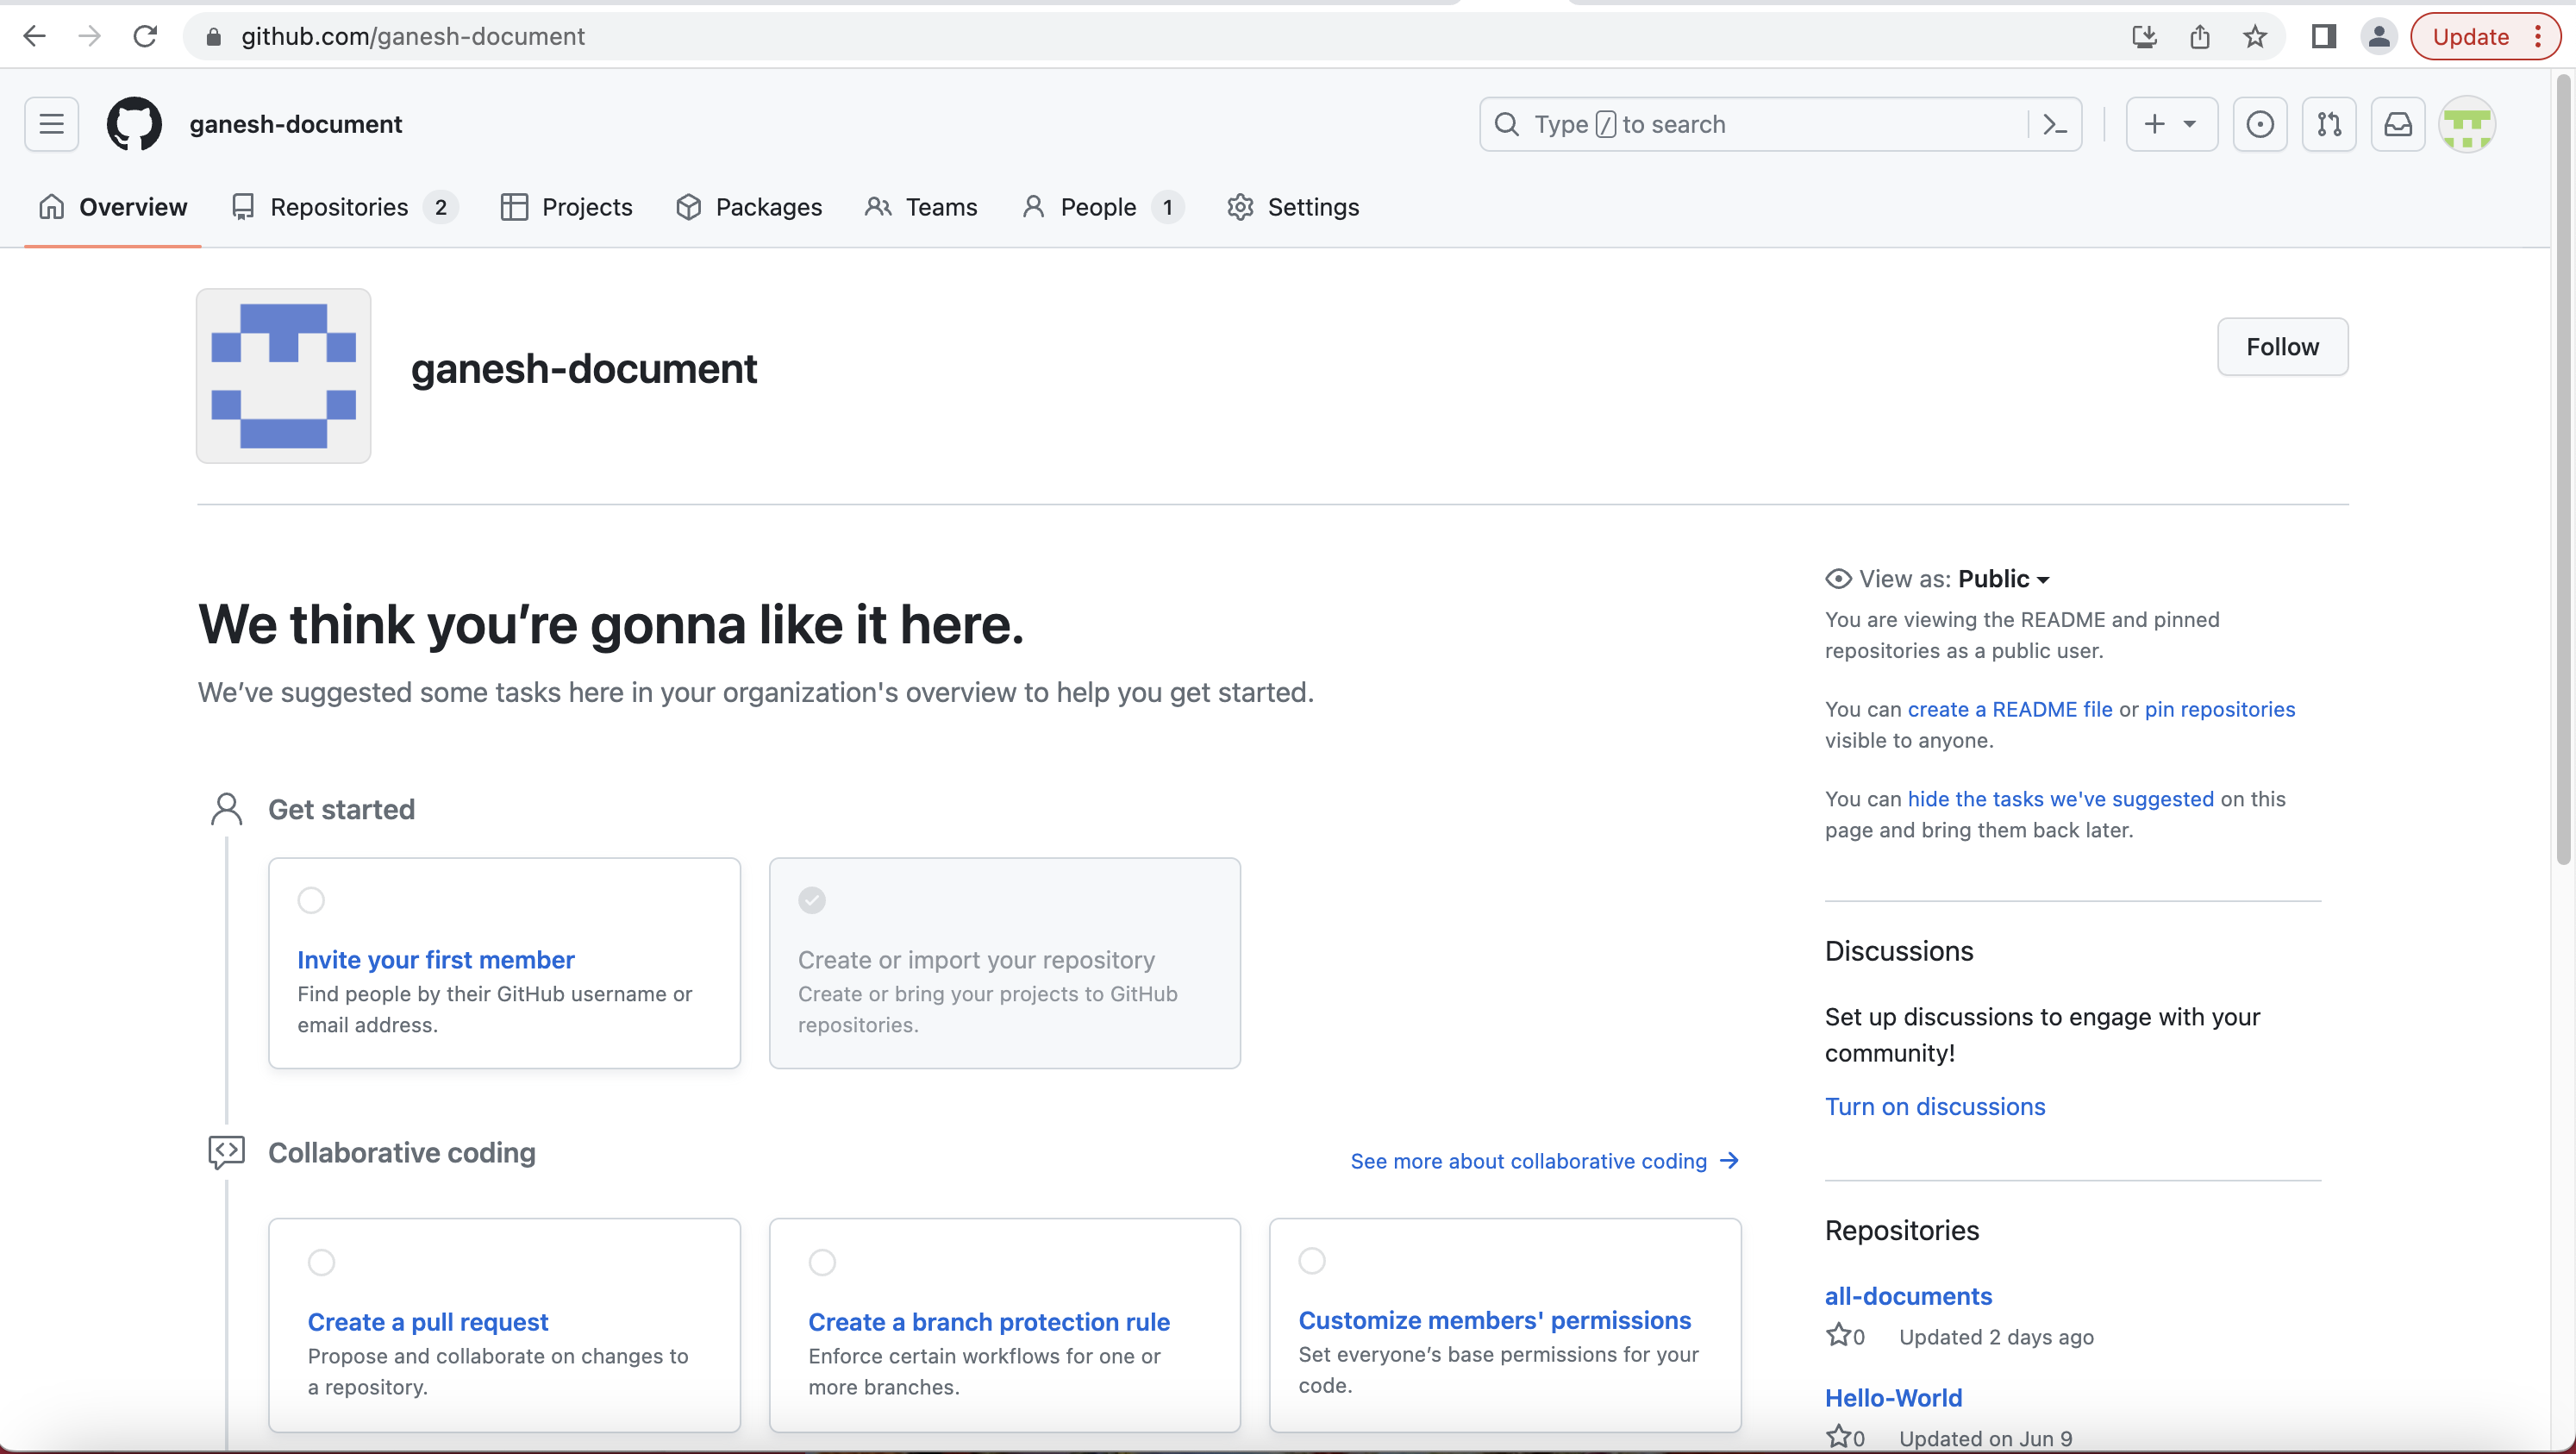 github.com/ganesh-document
Update
ganesh-document
Type / to search
Overview
Repositories 2
Projects
Packages
Teams
People 1
Settings
ganesh-document
Follow
We think you’re gonna like it here.
We’ve suggested some tasks here in your organization's overview to help you get started.
Get started
Invite your first member
Find people by their GitHub username or
email address.
Create or import your repository
Create or bring your projects to GitHub
repositories.
Collaborative coding
See more about collaborative coding
Create a pull request
Propose and collaborate on changes to
a repository.
Create a branch protection rule
Enforce certain workflows for one or
more branches.
Customize members' permissions
Set everyone’s base permissions for your
code.
View as: Public
You are viewing the README and pinned
repositories as a public user.
You can create a README file or pin repositories
visible to anyone.
You can hide the tasks we've suggested on this
page and bring them back later.
Discussions
Set up discussions to engage with your
community!
Turn on discussions
Repositories
all-documents
0 Updated 2 days ago
Hello-World
0 Updated on Jun 9